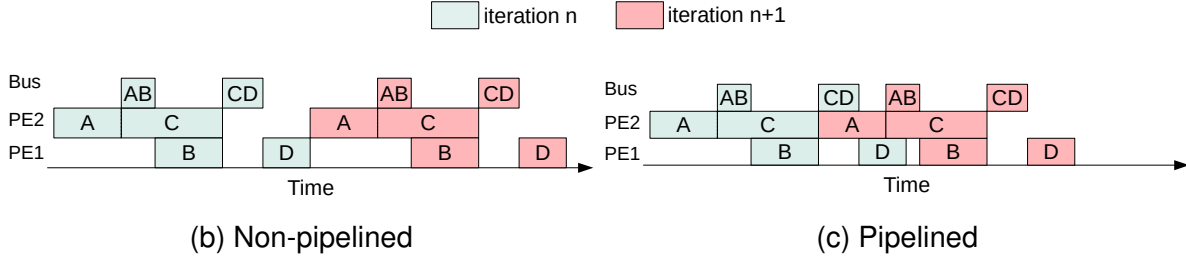 iteration n iteration n+1
Bus AB CD AB CD
PE2 A C A C
PE1 B D B D
Time
(b) Non-pipelined
Bus AB CD AB CD
PE2 A C A C
PE1 B D B D
Time
(c) Pipelined